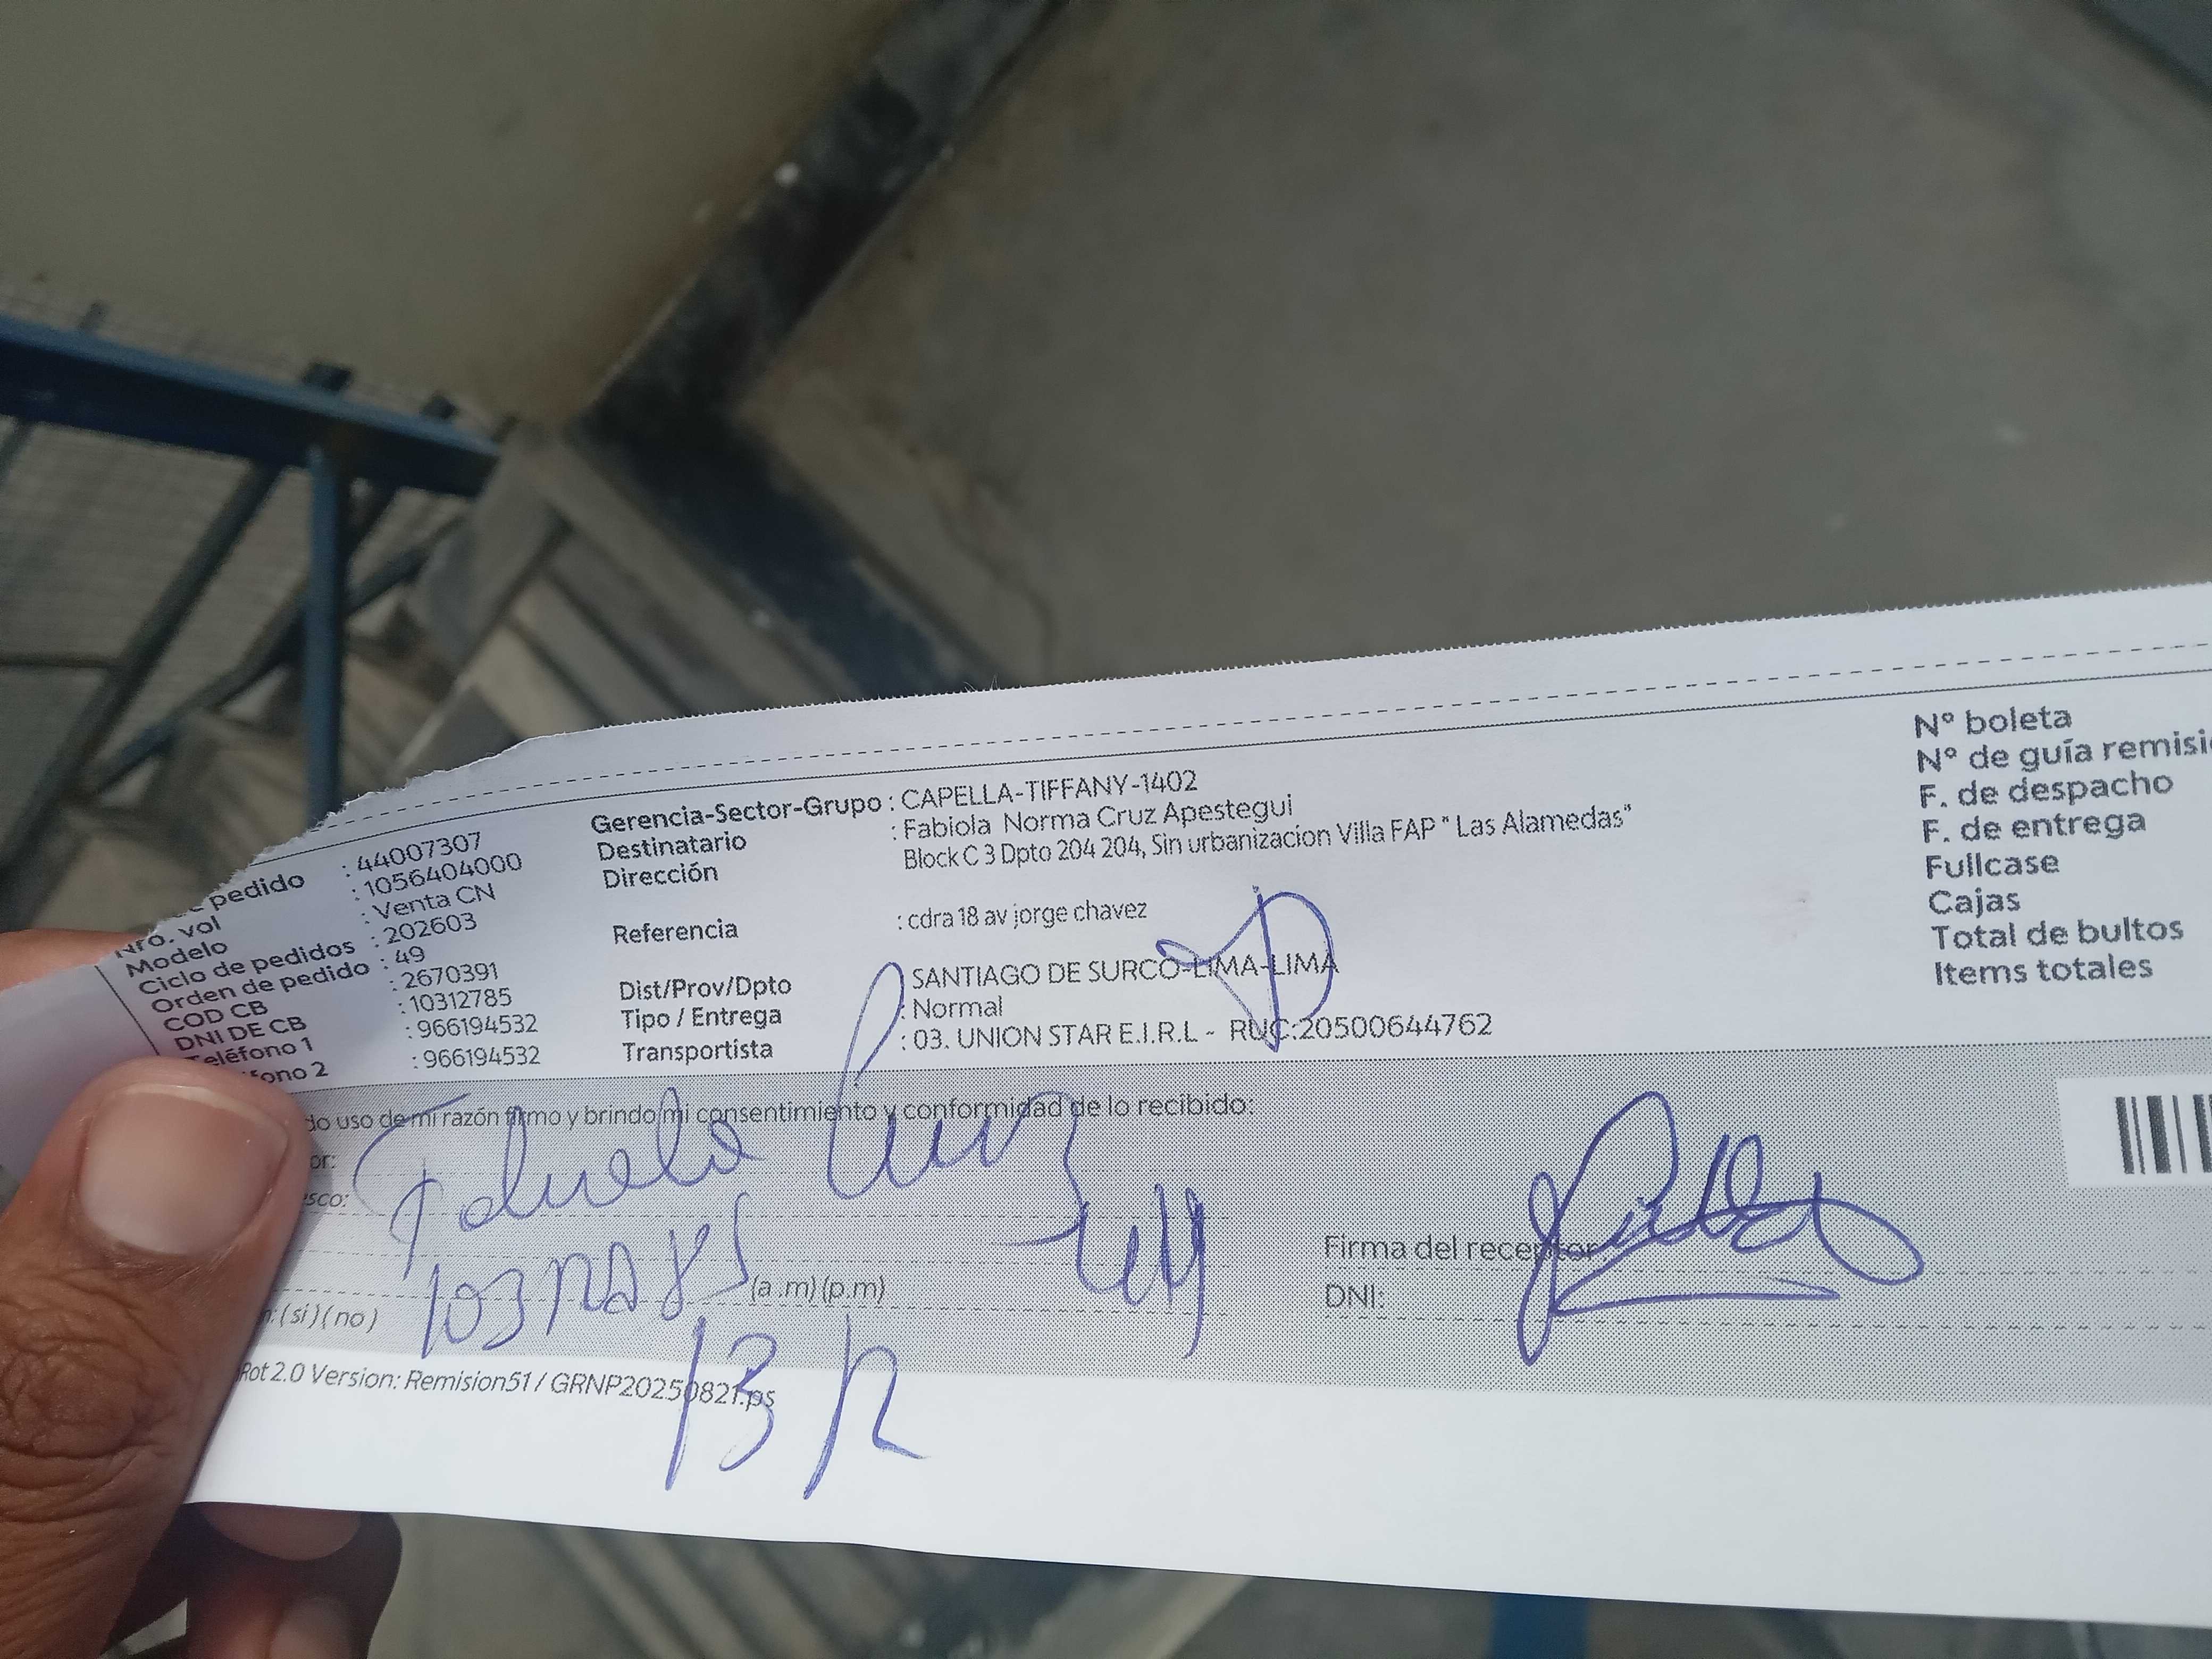 pedido : 44007307
Nro. vol : 1056404000
Modelo : Venta CN
Ciclo de pedidos : 202603
Orden de pedido : 49
COD CB : 2670391
DNI DE CB : 10312785
Teléfono 1 : 966194532
fono 2 : 966194532
Gerencia-Sector-Grupo : CAPELLA-TIFFANY-1402
Destinatario : Fabiola Norma Cruz Apestegui
Dirección Block C 3 Dpto 204 204, Sin urbanizacion Villa FAP " Las Alamedas"
Referencia : cdra 18 av jorge chavez
Dist/Prov/Dpto : SANTIAGO DE SURCO-LIMA-LIMA
Tipo / Entrega : Normal
Transportista : 03. UNION STAR E.I.R.L - RUC:20500644762
N° boleta
N° de guía remisi
F. de despacho
F. de entrega
Fullcase
Cajas
Total de bultos
Items totales
do uso de mi razón firmo y brindo mi consentimiento y conformidad de lo recibido:
or:
sco:
Cruz
(a.m)(p.m)
n: (si)(no)
Firma del receptor
DNI:
13 h
Rot 2.0 Version: Remision51 / GRNP20250821.ps